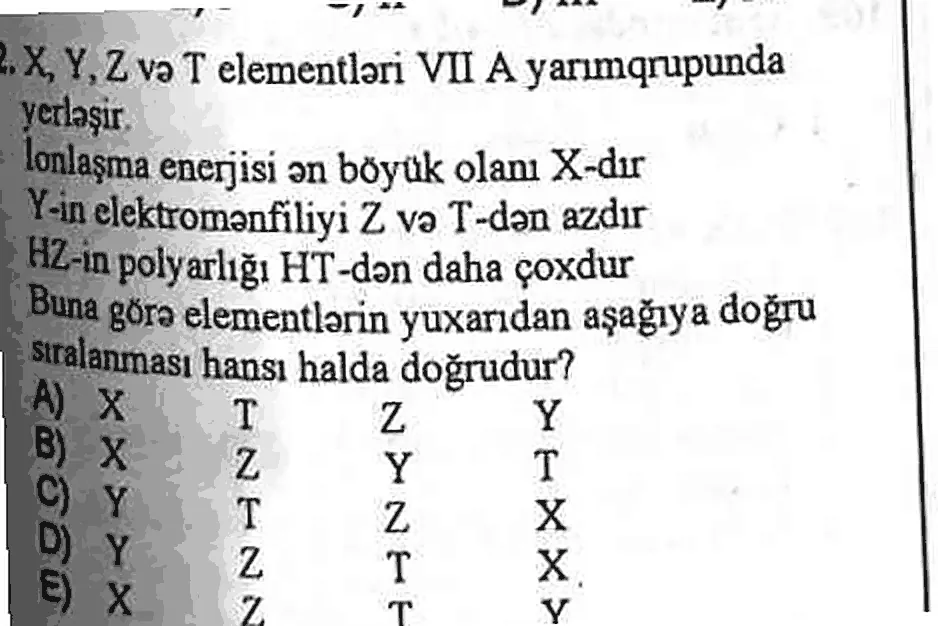 2. X, Y, Z və T elementləri VII A yarımqrupunda
yerləşir.
İonlaşma enerjisi ən böyük olanı X-dır
Y-in elektromənfiliyi Z və T-dən azdır
HZ-in polyarlığı HT-dən daha çoxdur
Buna görə elementlərin yuxarıdan aşağıya doğru
sıralanması hansı halda doğrudur?
A) X T Z Y
B) X Z Y T
C) Y T Z X
D) Y Z T X
E) X Z T Y